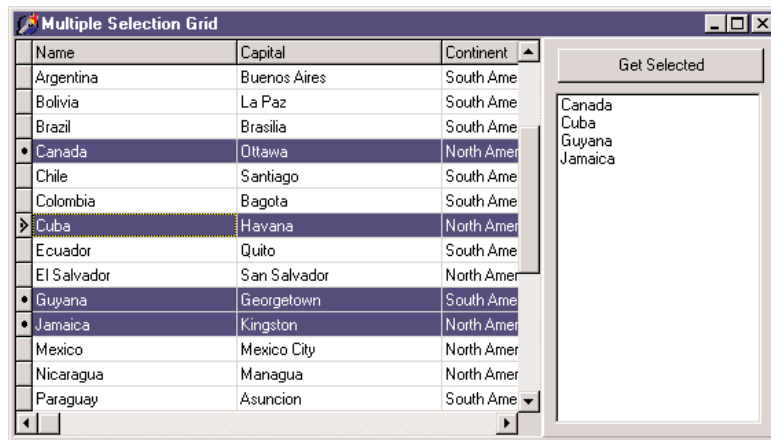 Multiple Selection Grid
Name Capital Continent
Argentina Buenos Aires South Ame
Bolivia La Paz South Ame
Brazil Brasilia South Ame
Canada Ottawa North Amer
Chile Santiago South Ame
Colombia Bagota South Ame
Cuba Havana North Amer
Ecuador Quito South Ame
El Salvador San Salvador North Amer
Guyana Georgetown South Ame
Jamaica Kingston North Amer
Mexico Mexico City North Amer
Nicaragua Managua North Amer
Paraguay Asuncion South Ame
Get Selected
Canada
Cuba
Guyana
Jamaica